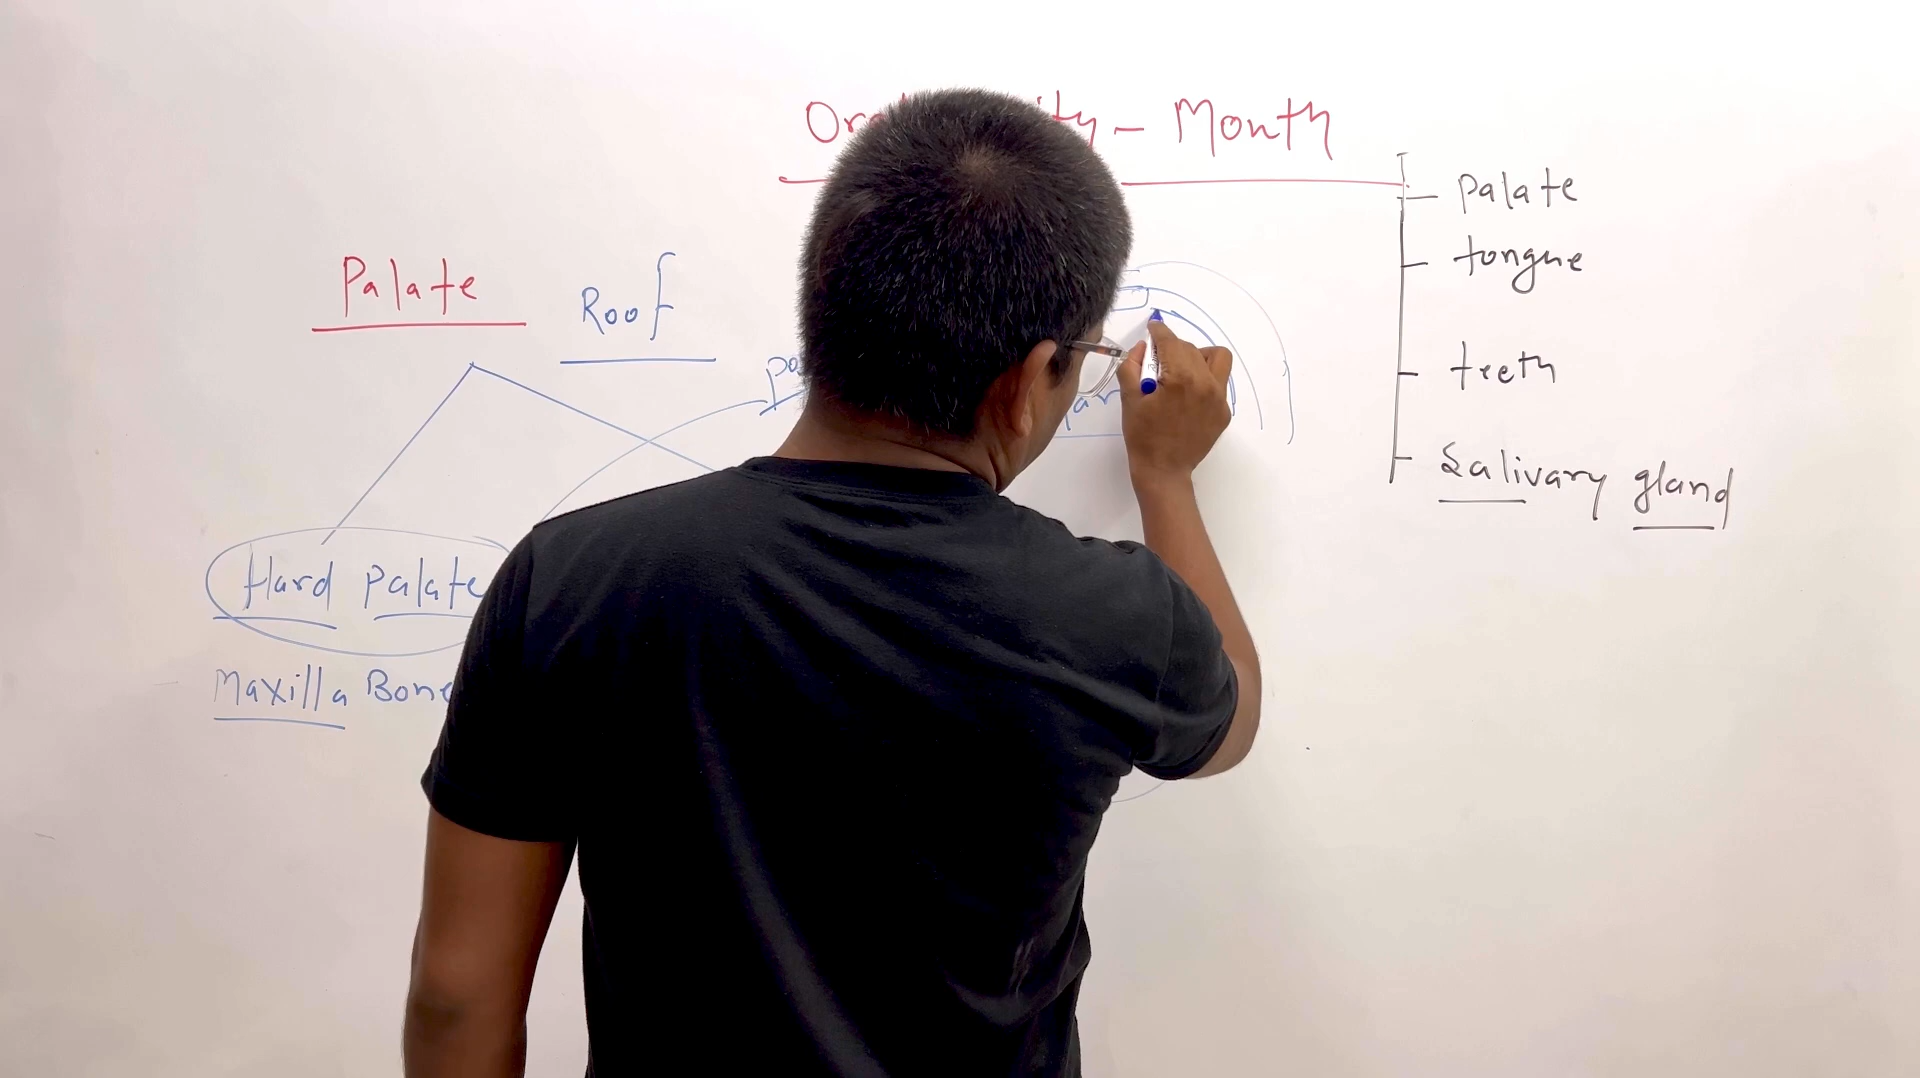 Month
Palate
tongue
teeth
Salivary gland
Palate
Roof
Hard Palate
Maxilla Bone